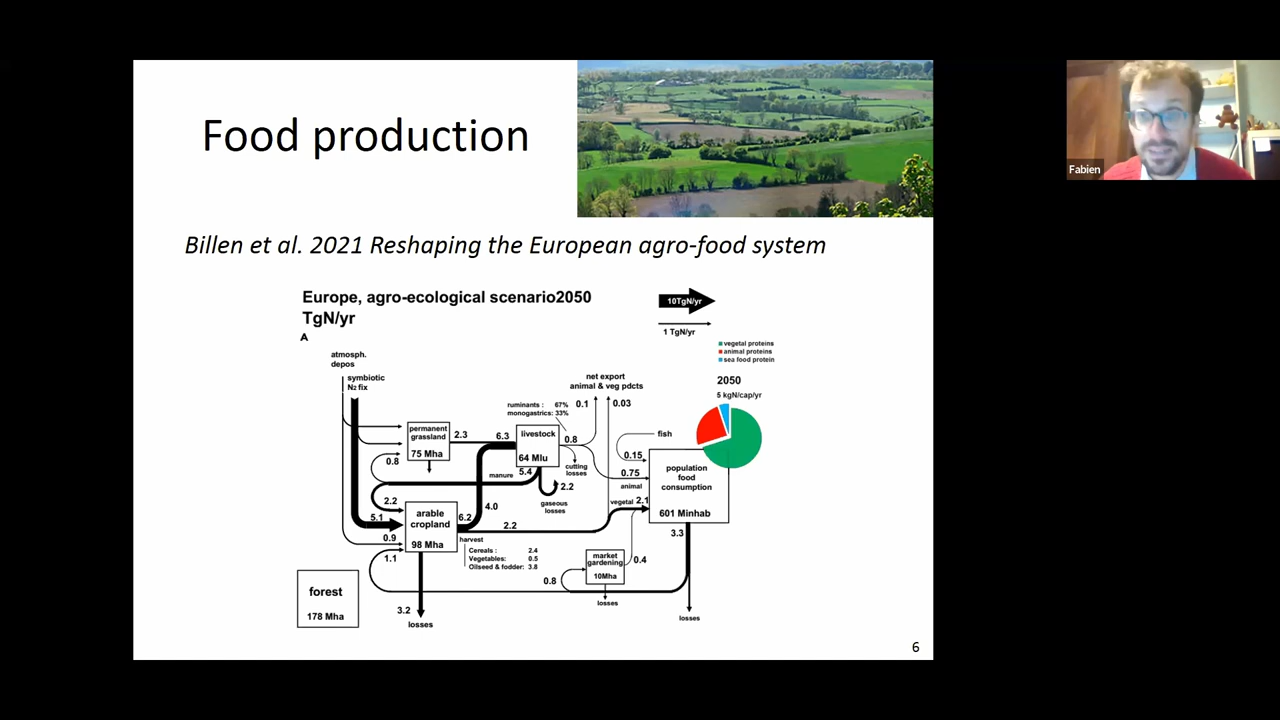 Food production
Fabien
Billen et al. 2021 Reshaping the European agro-food system
Europe, agro-ecological scenario2050
TgN/yr
A
10TgN/yr
1 TgN/yr
vegetal proteins
animal proteins
sea food protein
2050
5 kgN/cap/yr
atmosph.
depos
symbiotic
N2 fix
net export
animal & veg pdcts
0.1
0.03
ruminants : 67%
monogastrics: 33%
permanent
grassland
75 Mha
2.3
6.3
livestock
64 Mlu
0.8
fish
0.15
cutting
losses
0.75
animal
population
food
consumption
601 Minhab
0.8
manure
5.4
2.2
gaseous
losses
vegetal
2.1
2.2
5.1
arable
cropland
98 Mha
6.2
4.0
2.2
harvest
Cereals : 2.4
Vegetables: 0.5
Oilseed & fodder: 3.8
0.9
1.1
3.3
market
gardening
10Mha
0.4
0.8
losses
forest
178 Mha
3.2
losses
losses
6